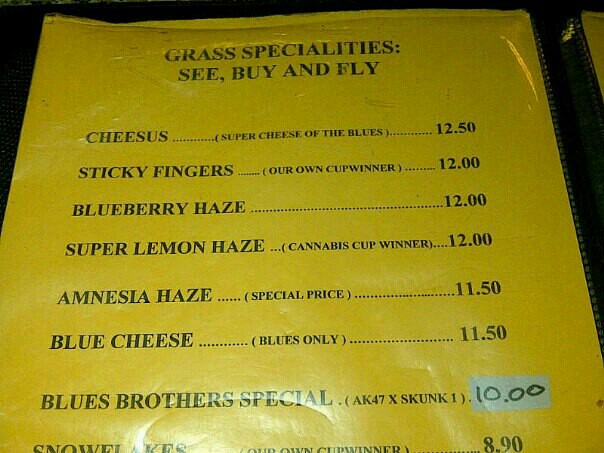 GRASS SPECIALITIES:
SEE, BUY AND FLY
CHEESUS ............( SUPER CHEESE OF THE BLUES )............ 12.50
STICKY FINGERS ....... ( OUR OWN CUPWINNER ) ......... 12.00
BLUEBERRY HAZE ......................................................12.00
SUPER LEMON HAZE ...( CANNABIS CUP WINNER)....12.00
AMNESIA HAZE ...... ( SPECIAL PRICE ) ............................11.50
BLUE CHEESE ............ ( BLUES ONLY ) .......................... 11.50
BLUES BROTHERS SPECIAL . ( AK47 X SKUNK 1 ) . 10.00
SNOWFLAKES ............ ( OUR OWN CUPWINNER ) ................ 8.90